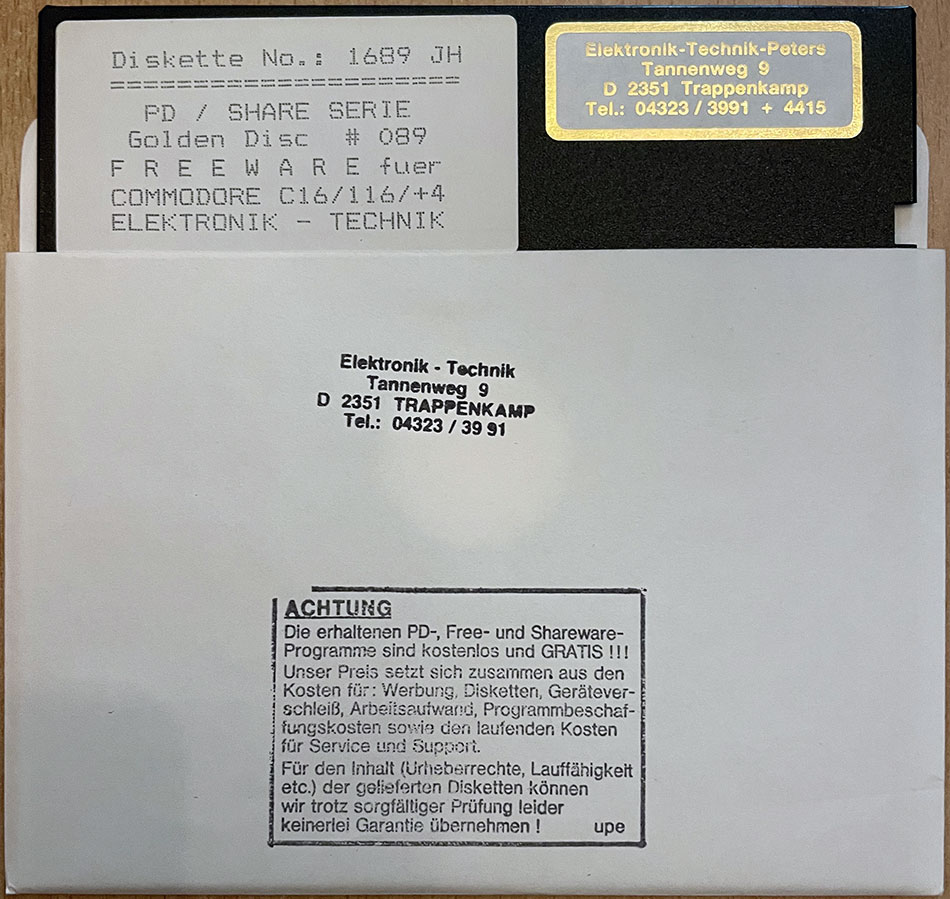 Diskette No.: 1689 JH
=====================
PD / SHARE SERIE
Golden Disc # 089
F R E E W A R E fuer
COMMODORE C16/116/+4
ELEKTRONIK - TECHNIK
Elektronik-Technik-Peters
Tannenweg 9
D 2351 Trappenkamp
Tel.: 04323 / 3991 + 4415
Elektronik - Technik
Tannenweg 9
D 2351 TRAPPENKAMP
Tel.: 04323 / 39 91
ACHTUNG
Die erhaltenen PD-, Free- und Shareware-
Programme sind kostenlos und GRATIS !!!
Unser Preis setzt sich zusammen aus den
Kosten für: Werbung, Disketten, Gerätever-
schleiß, Arbeitsaufwand, Programmbeschaf-
fungskosten sowie den laufenden Kosten
für Service und Support.
Für den Inhalt (Urheberrechte, Lauffähigkeit
etc.) der gelieferten Disketten können
wir trotz sorgfältiger Prüfung leider
keinerlei Garantie übernehmen ! upe